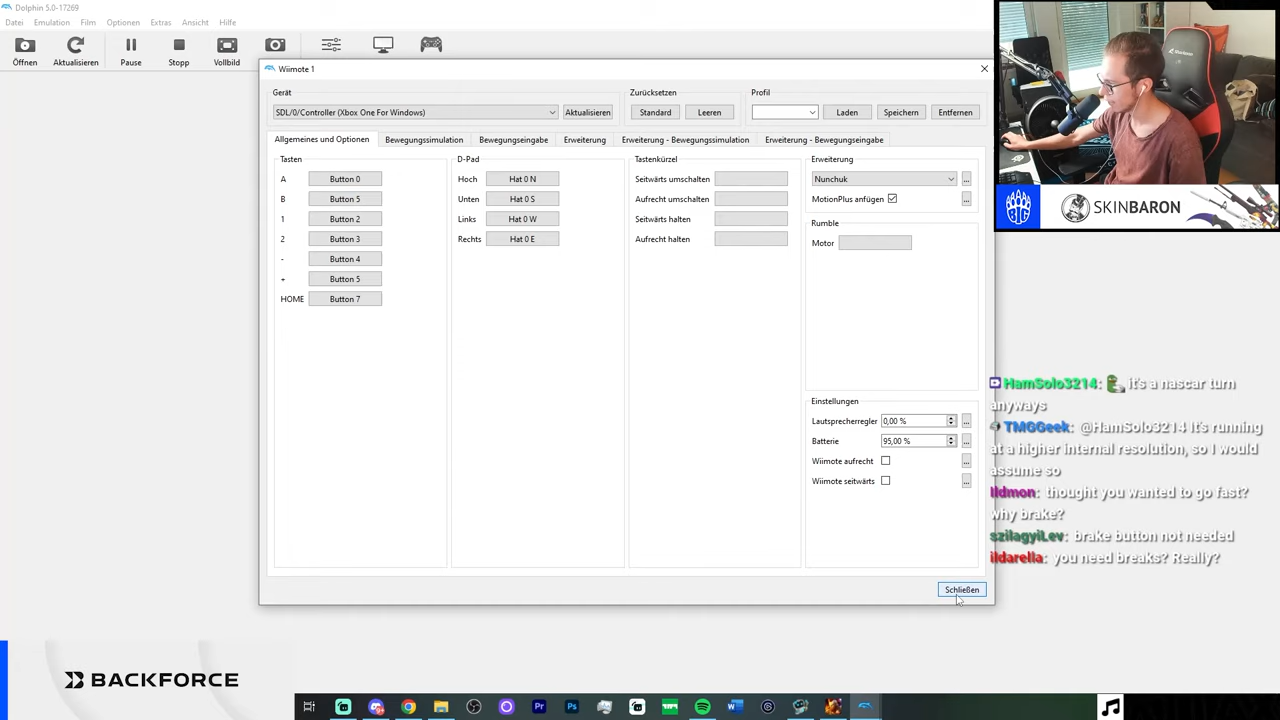 Dolphin 5.0-17269
Datei Emulation Film Optionen Extras Ansicht Hilfe
Öffnen Aktualisieren Pause Stopp Vollbild
Wiimote 1
Gerät Zurücksetzen Profil
SDL/0/Controller (Xbox One For Windows) Aktualisieren Standard Leeren Laden Speichern Entfernen
Allgemeines und Optionen Bewegungssimulation Bewegungseingabe Erweiterung Erweiterung - Bewegungssimulation Erweiterung - Bewegungseingabe
Tasten
A Button 0
B Button 5
1 Button 2
2 Button 3
- Button 4
+ Button 5
HOME Button 7
D-Pad
Hoch Hat 0 N
Unten Hat 0 S
Links Hat 0 W
Rechts Hat 0 E
Tastenkürzel
Seitwärts umschalten
Aufrecht umschalten
Seitwärts halten
Aufrecht halten
Erweiterung
Nunchuk ...
MotionPlus anfügen ...
Rumble
Motor
Einstellungen
Lautsprecherregler 0,00 % ...
Batterie 95,00 % ...
Wiimote aufrecht ...
Wiimote seitwärts ...
Schließen
BIG SKINBARON
HamSolo3214: it's a nascar turn
anyways
TMGGeek: @HamSolo3214 It's running
at a higher internal resolution, so I would
assume so
lldmon: thought you wanted to go fast?
why brake?
szilagyiLev: brake button not needed
ildarella: you need breaks? Really?
BACKFORCE
Pr Ps W